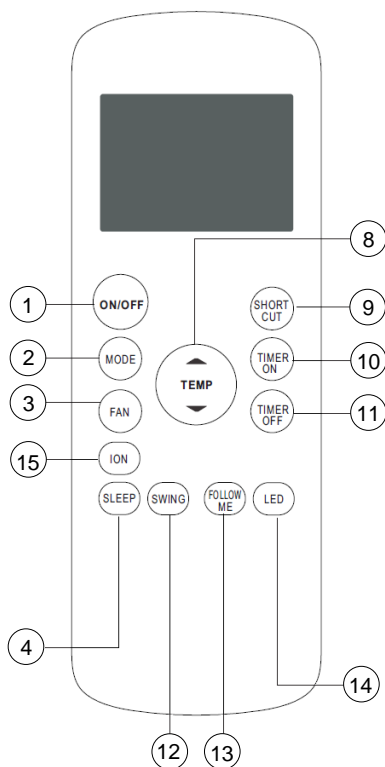 8
1
ON/OFF
SHORT
CUT
9
2
MODE
TEMP
TIMER
ON
10
3
FAN
TIMER
OFF
11
15
ION
SLEEP
SWING
FOLLOW
ME
LED
4
14
12
13